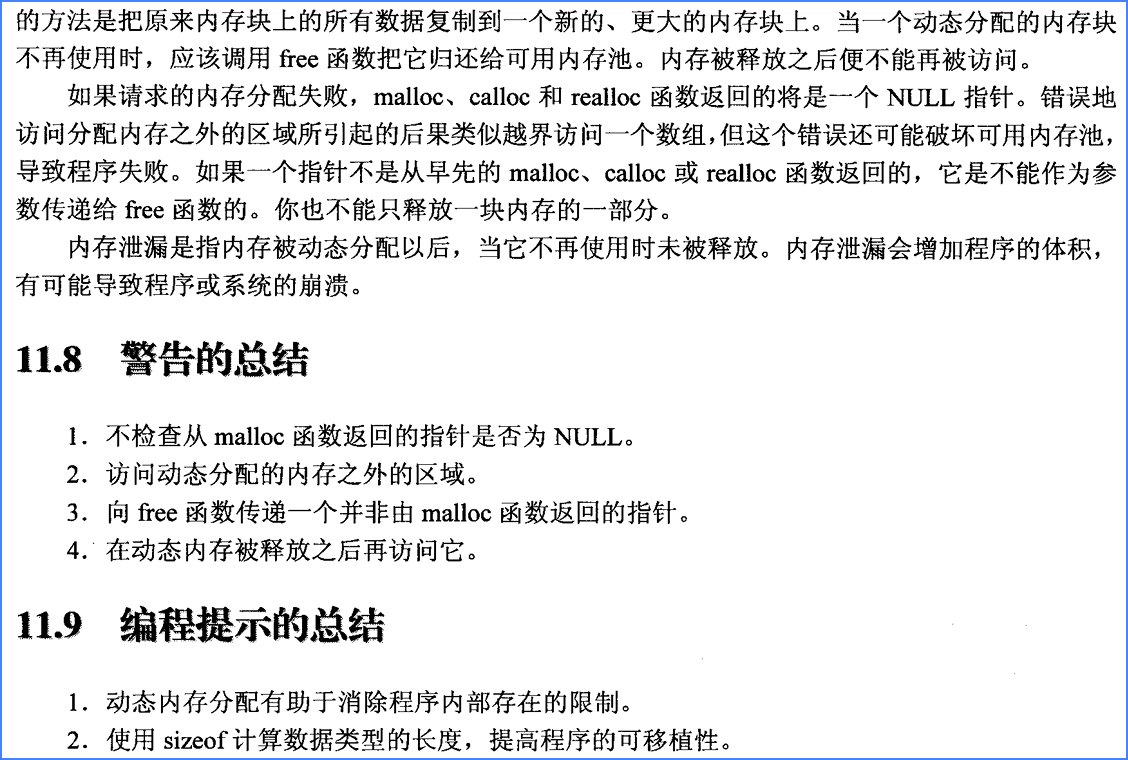 的方法是把原来内存块上的所有数据复制到一个新的、更大的内存块上。当一个动态分配的内存块
不再使用时，应该调用 free 函数把它归还给可用内存池。内存被释放之后便不能再被访问。
如果请求的内存分配失败，malloc、calloc 和 realloc 函数返回的将是一个 NULL 指针。错误地
访问分配内存之外的区域所引起的后果类似越界访问一个数组，但这个错误还可能破坏可用内存池，
导致程序失败。如果一个指针不是从早先的 malloc、calloc 或 realloc 函数返回的，它是不能作为参
数传递给 free 函数的。你也不能只释放一块内存的一部分。
内存泄漏是指内存被动态分配以后，当它不再使用时未被释放。内存泄漏会增加程序的体积，
有可能导致程序或系统的崩溃。
11.8 警告的总结
1．不检查从 malloc 函数返回的指针是否为 NULL。
2．访问动态分配的内存之外的区域。
3．向 free 函数传递一个并非由 malloc 函数返回的指针。
4．在动态内存被释放之后再访问它。
11.9 编程提示的总结
1．动态内存分配有助于消除程序内部存在的限制。
2．使用 sizeof 计算数据类型的长度，提高程序的可移植性。